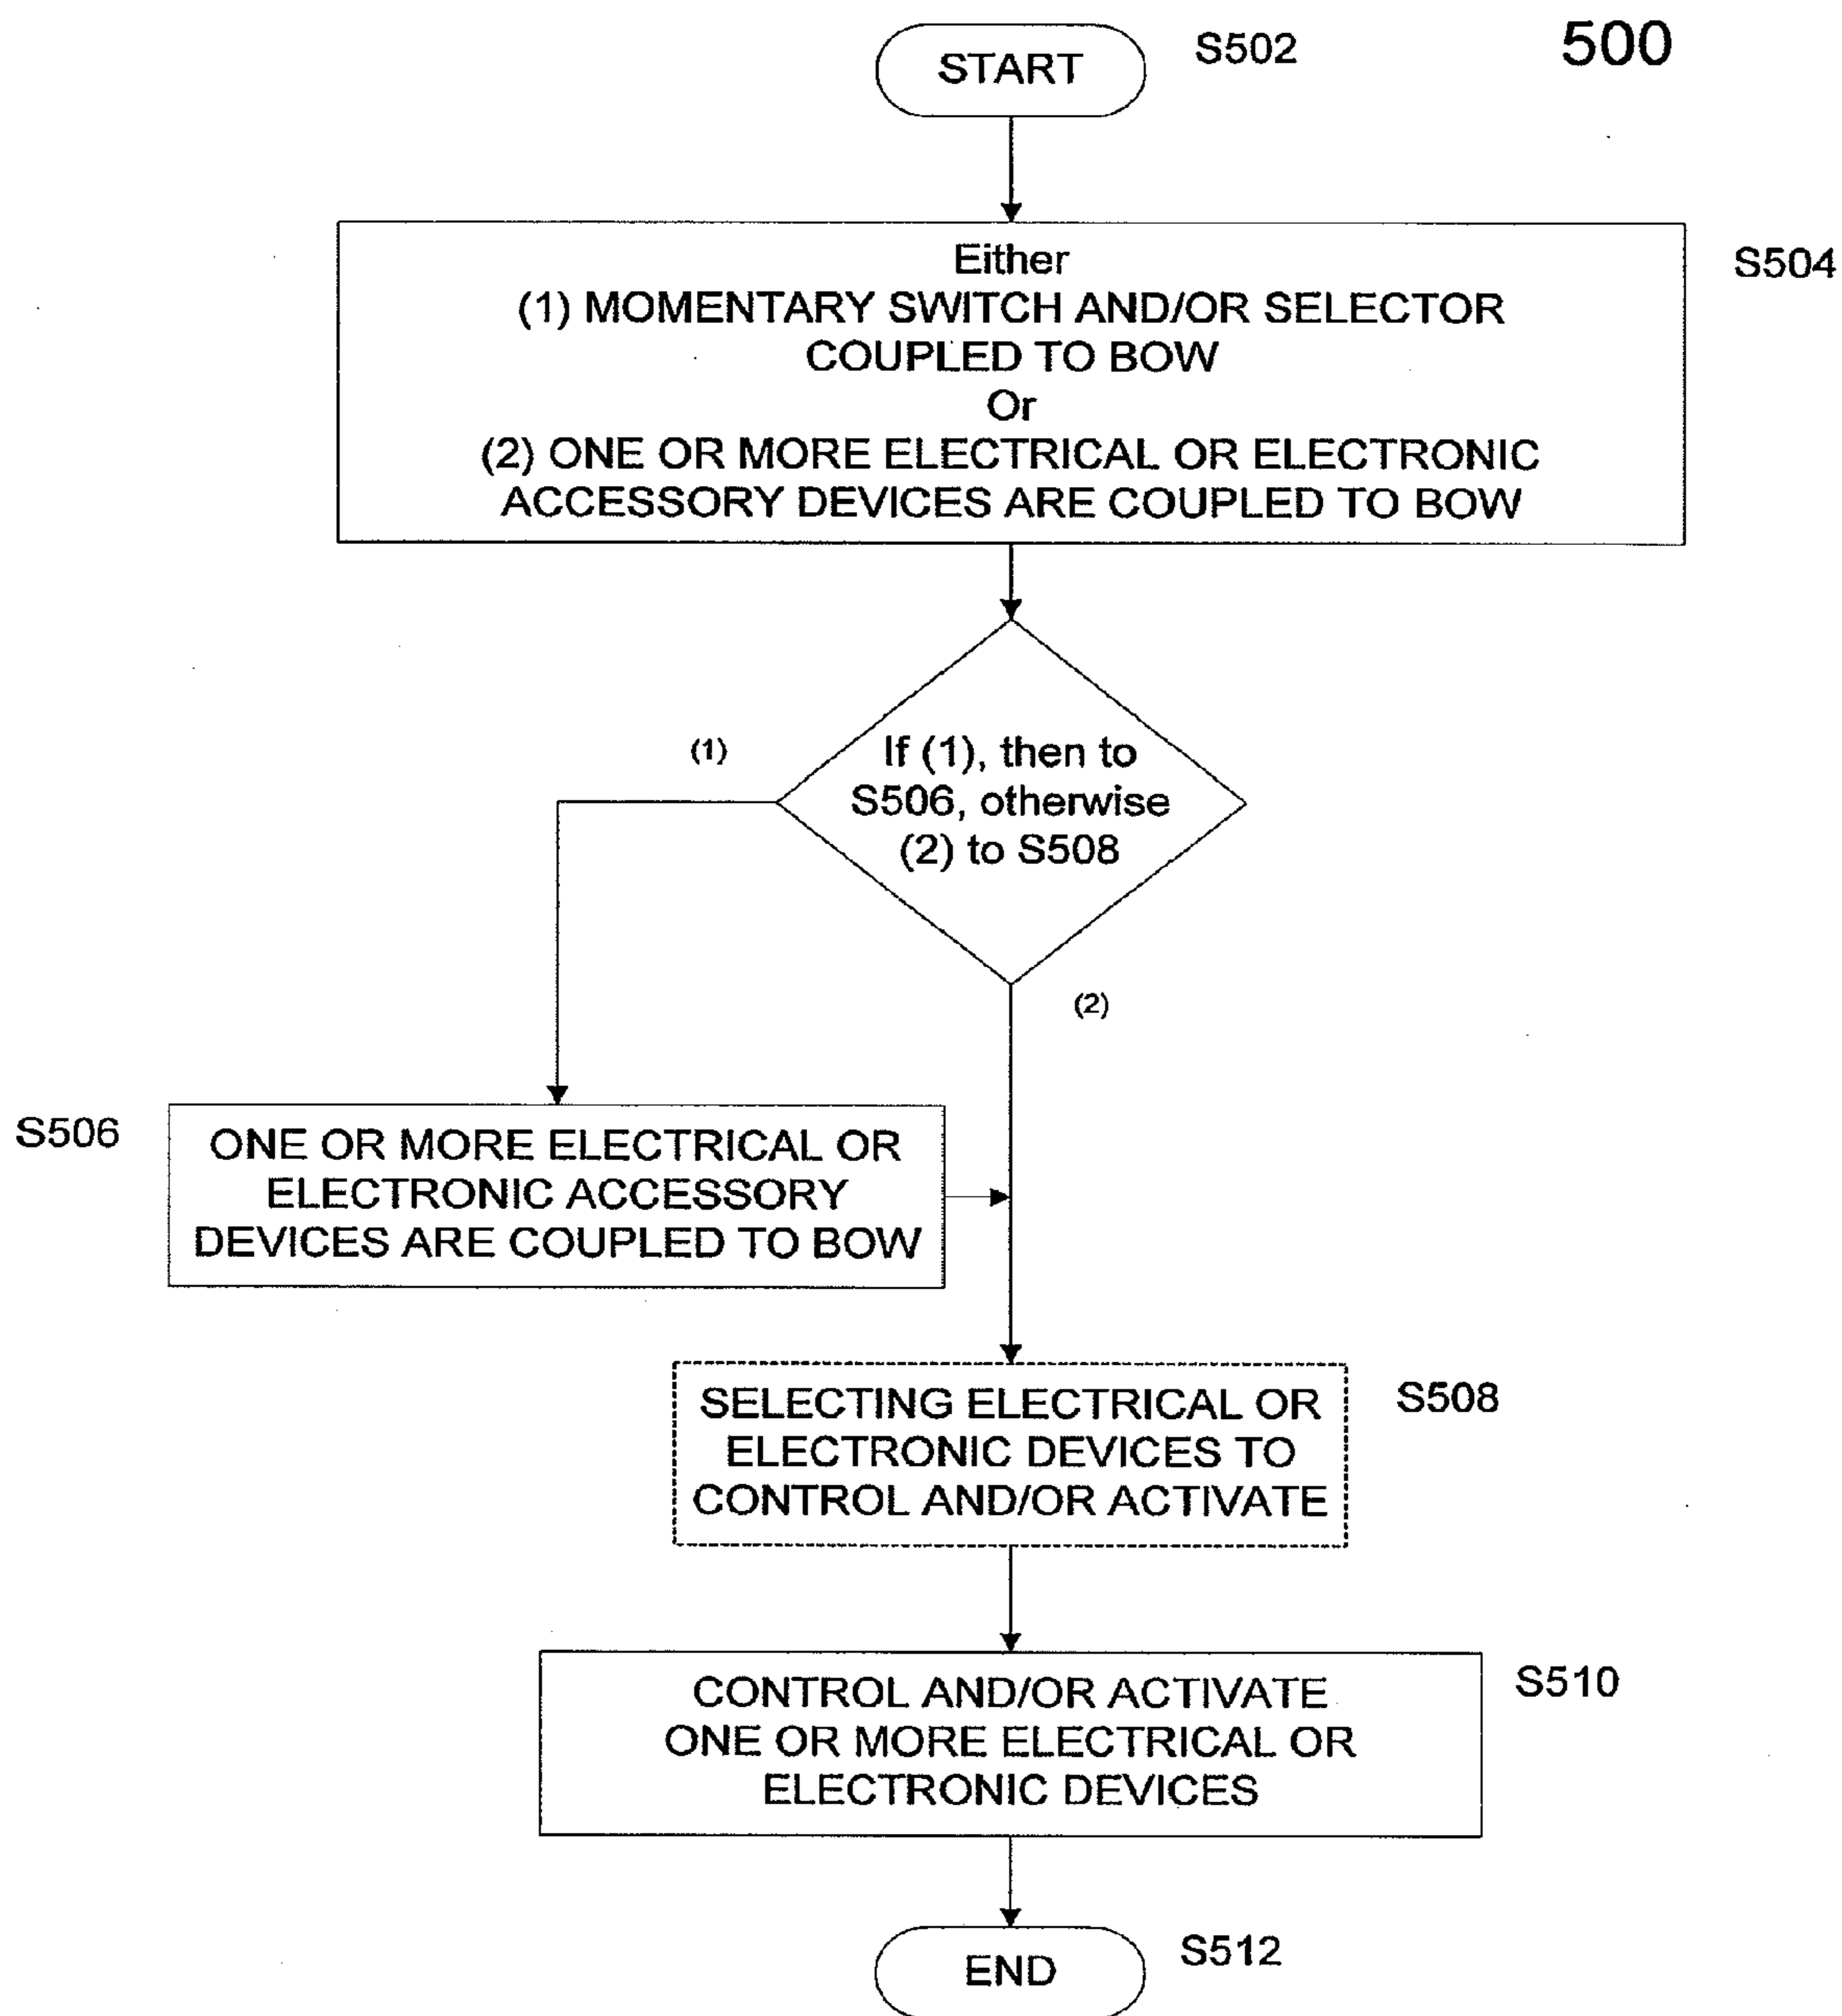 START
S502
500
Either
(1) MOMENTARY SWITCH AND/OR SELECTOR
COUPLED TO BOW
Or
(2) ONE OR MORE ELECTRICAL OR ELECTRONIC
ACCESSORY DEVICES ARE COUPLED TO BOW
S504
If (1), then to
S506, otherwise
(2) to S508
(1)
(2)
S506
ONE OR MORE ELECTRICAL OR
ELECTRONIC ACCESSORY
DEVICES ARE COUPLED TO BOW
SELECTING ELECTRICAL OR
ELECTRONIC DEVICES TO
CONTROL AND/OR ACTIVATE
S508
CONTROL AND/OR ACTIVATE
ONE OR MORE ELECTRICAL OR
ELECTRONIC DEVICES
S510
END
S512